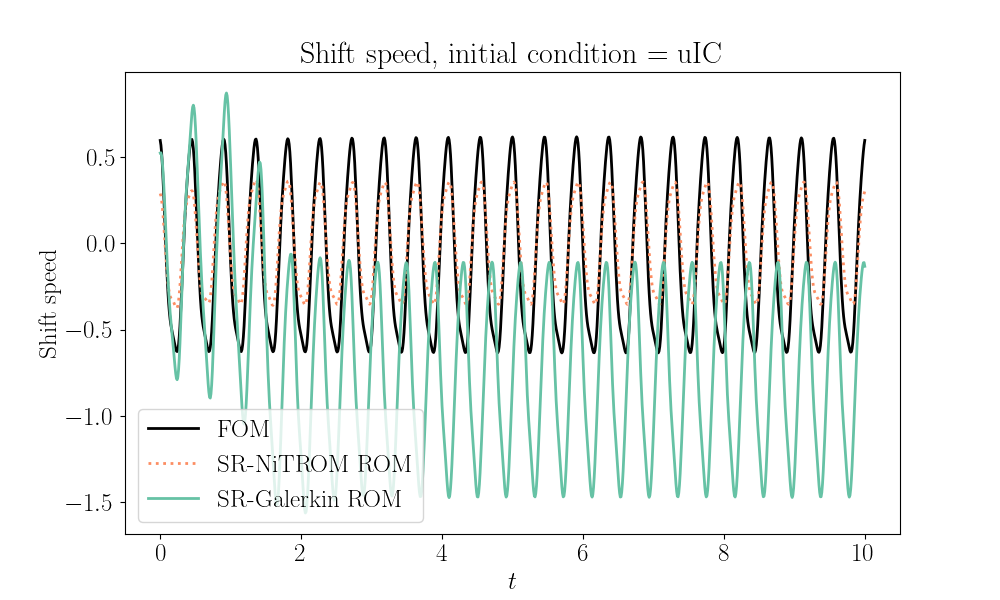 Shift speed, initial condition = uIC
Shift speed
0.5
0.0
−0.5
−1.0
−1.5
FOM
SR-NiTROM ROM
SR-Galerkin ROM
0 2 4 6 8 10
t